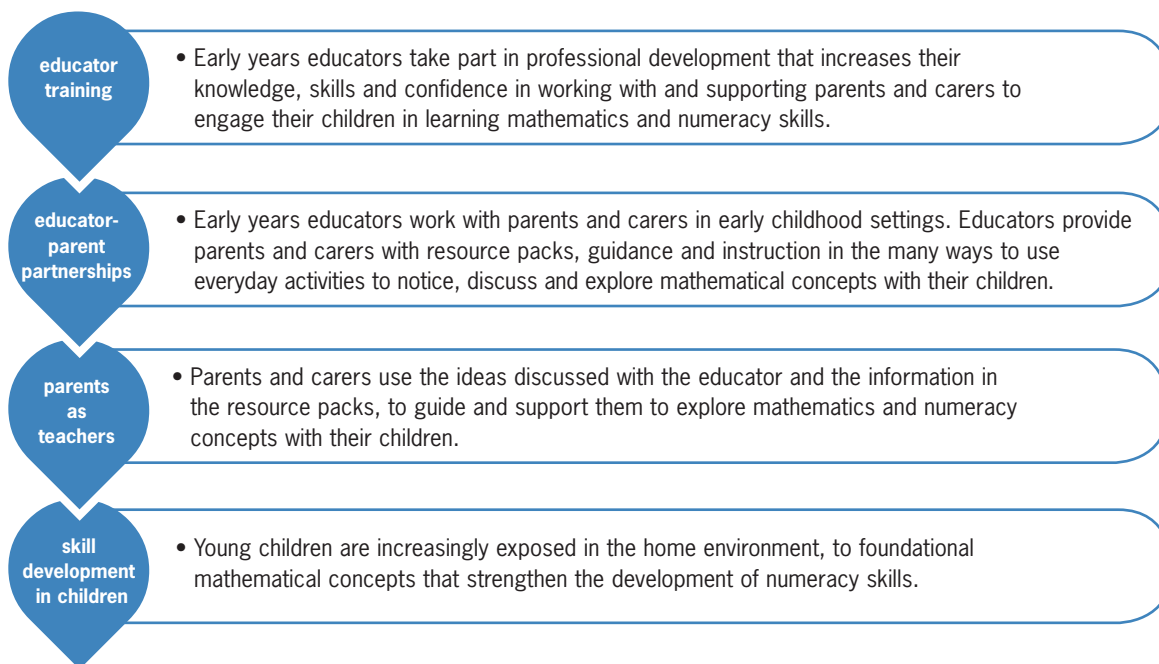 educator
training
• Early years educators take part in professional development that increases their
knowledge, skills and confidence in working with and supporting parents and carers to
engage their children in learning mathematics and numeracy skills.
educator-
parent
partnerships
• Early years educators work with parents and carers in early childhood settings. Educators provide
parents and carers with resource packs, guidance and instruction in the many ways to use
everyday activities to notice, discuss and explore mathematical concepts with their children.
parents
as
teachers
• Parents and carers use the ideas discussed with the educator and the information in
the resource packs, to guide and support them to explore mathematics and numeracy
concepts with their children.
skill
development
in children
• Young children are increasingly exposed in the home environment, to foundational
mathematical concepts that strengthen the development of numeracy skills.